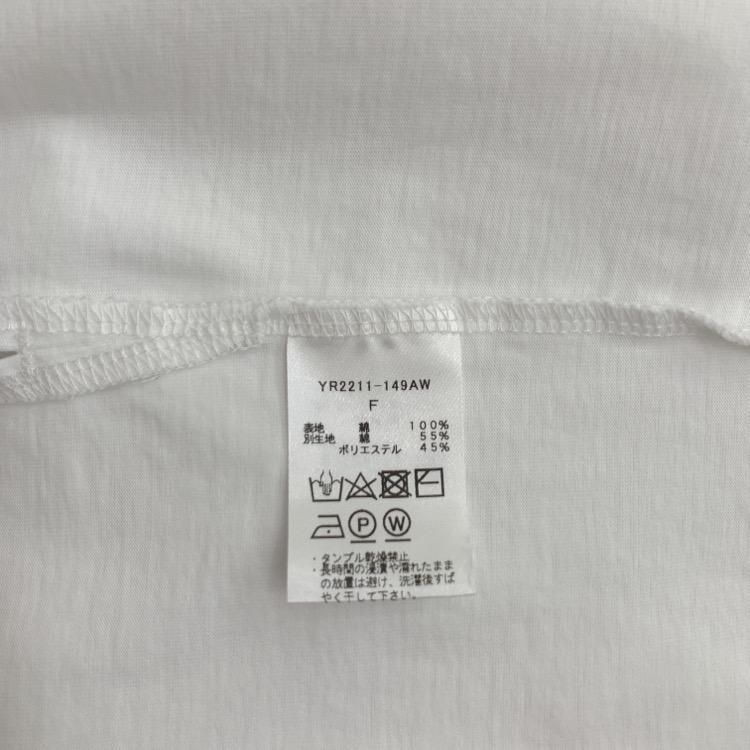 YR2211-149AW
F
表地 綿 100%
別生地 綿 55%
ポリエステル 45%
P W
・タンブル乾燥禁止
・長時間の浸漬や濡れたまま
の放置は避け、洗濯後すば
やく干して下さい。